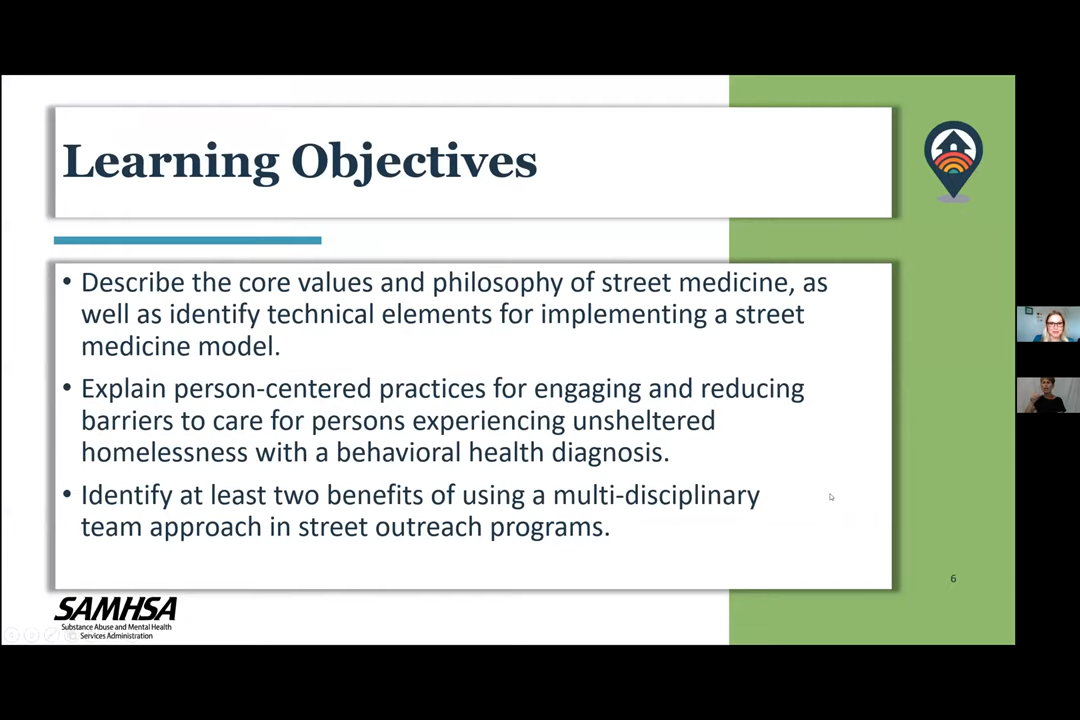 Learning Objectives
• Describe the core values and philosophy of street medicine, as
well as identify technical elements for implementing a street
medicine model.
• Explain person-centered practices for engaging and reducing
barriers to care for persons experiencing unsheltered
homelessness with a behavioral health diagnosis.
• Identify at least two benefits of using a multi-disciplinary
team approach in street outreach programs.
6
SAMHSA
Substance Abuse and Mental Health
Services Administration